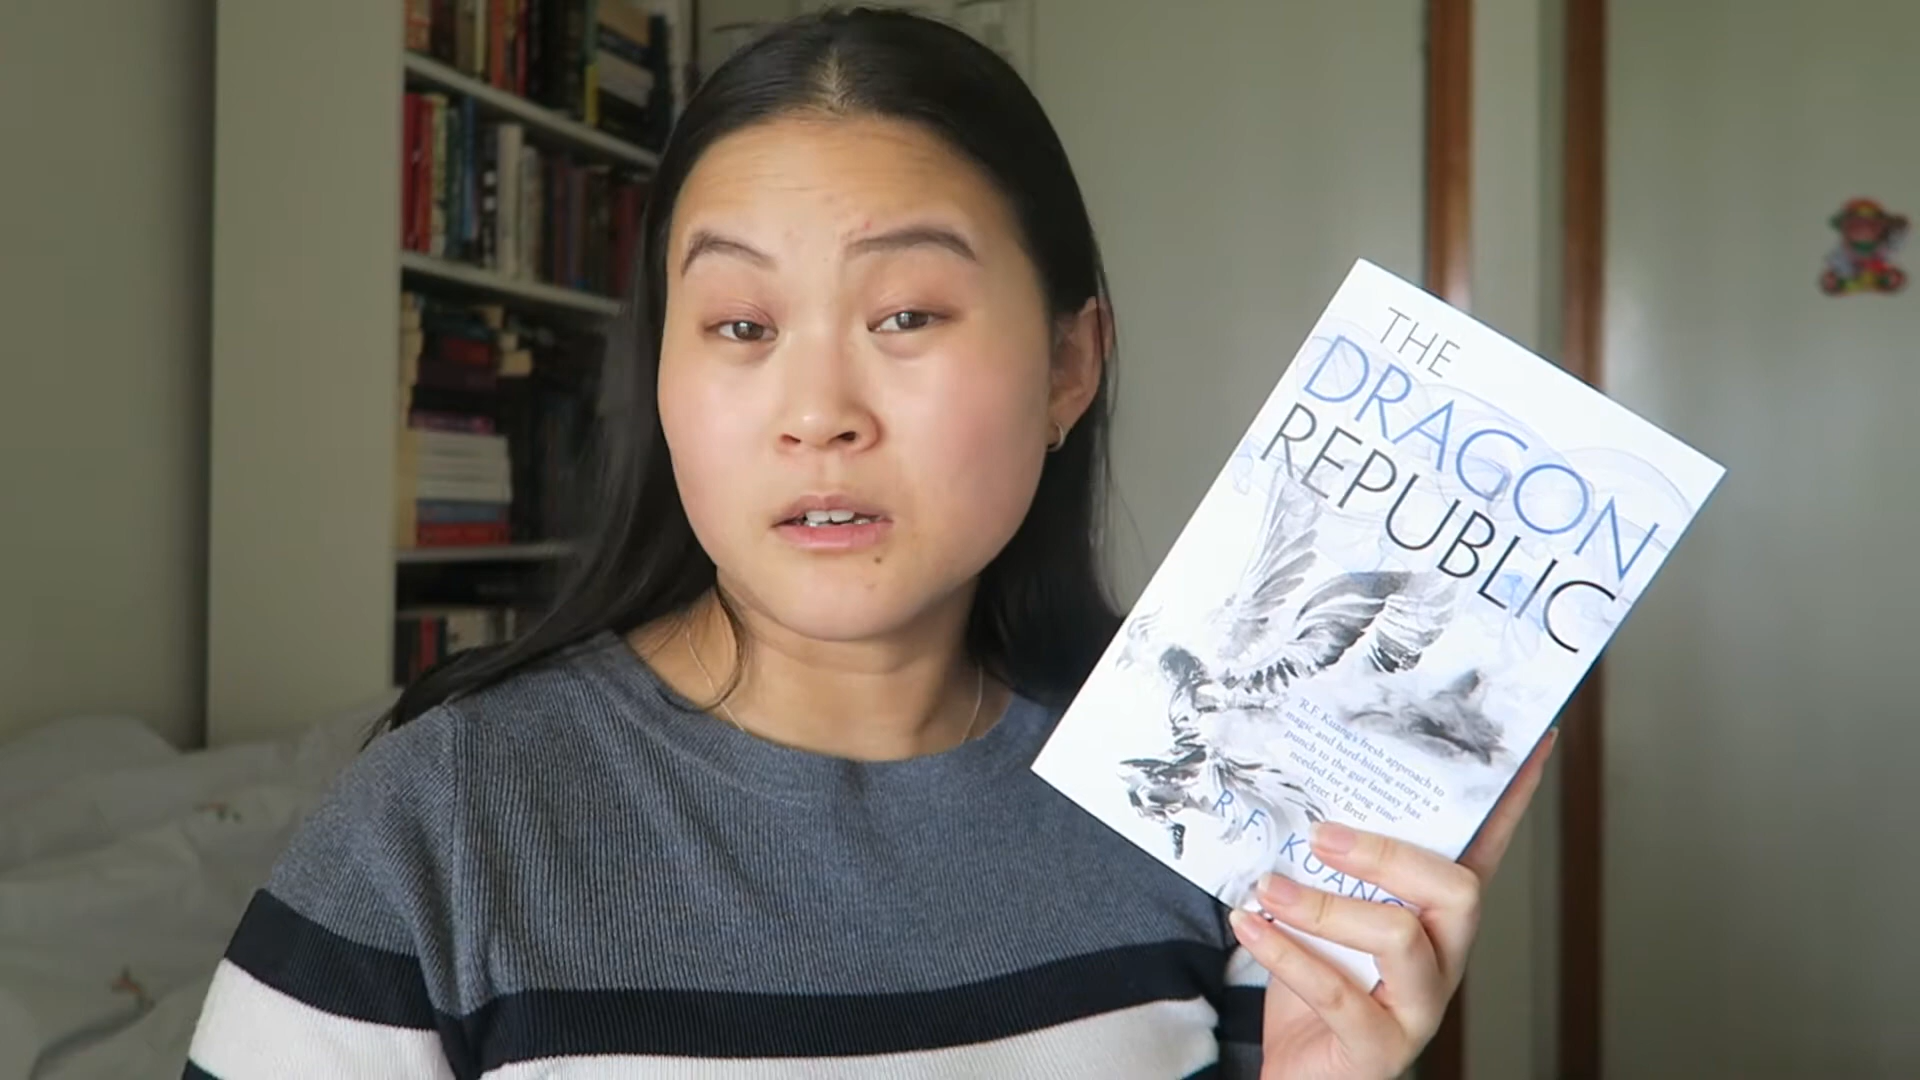 THE
DRAGON
REPUBLIC
'R.F. Kuang's fresh approach to
magic and hard-hitting story is a
punch to the gut fantasy has
needed for a long time'
Peter V. Brett
R.F. KUANG